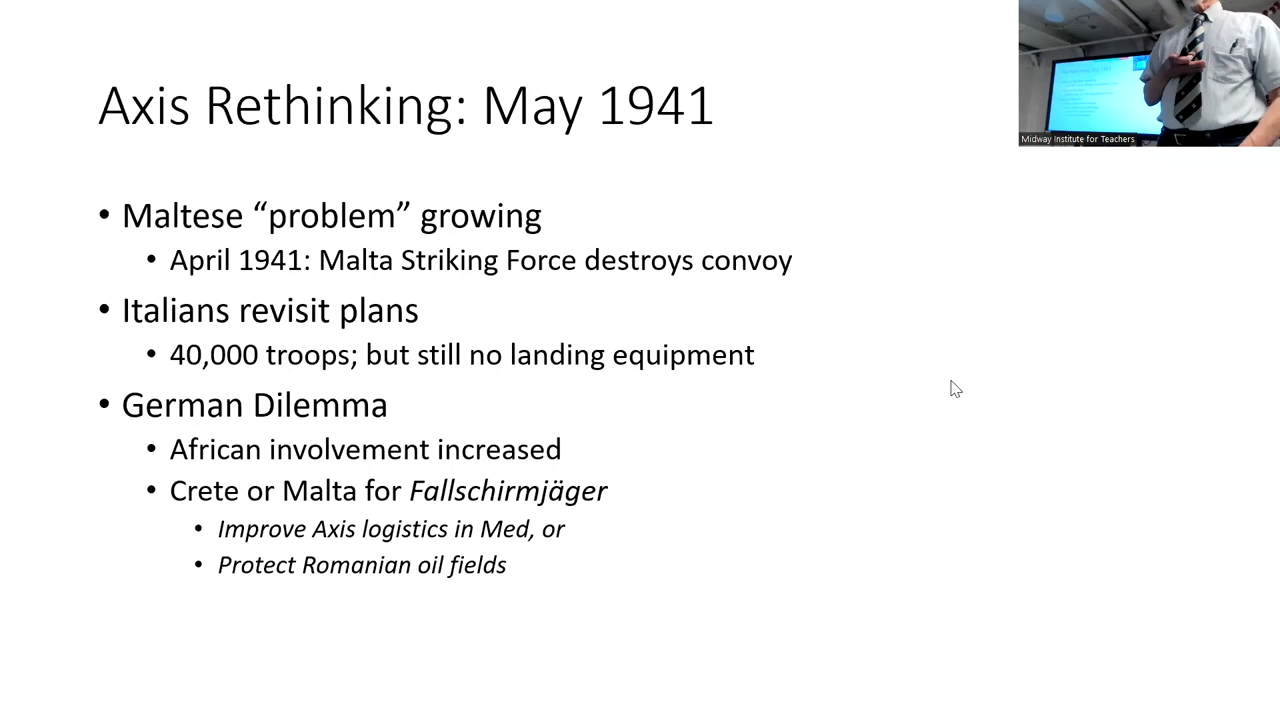 Axis Rethinking: May 1941
Midway Institute for Teachers
• Maltese “problem” growing
• April 1941: Malta Striking Force destroys convoy
• Italians revisit plans
• 40,000 troops; but still no landing equipment
• German Dilemma
• African involvement increased
• Crete or Malta for Fallschirmjäger
• Improve Axis logistics in Med, or
• Protect Romanian oil fields